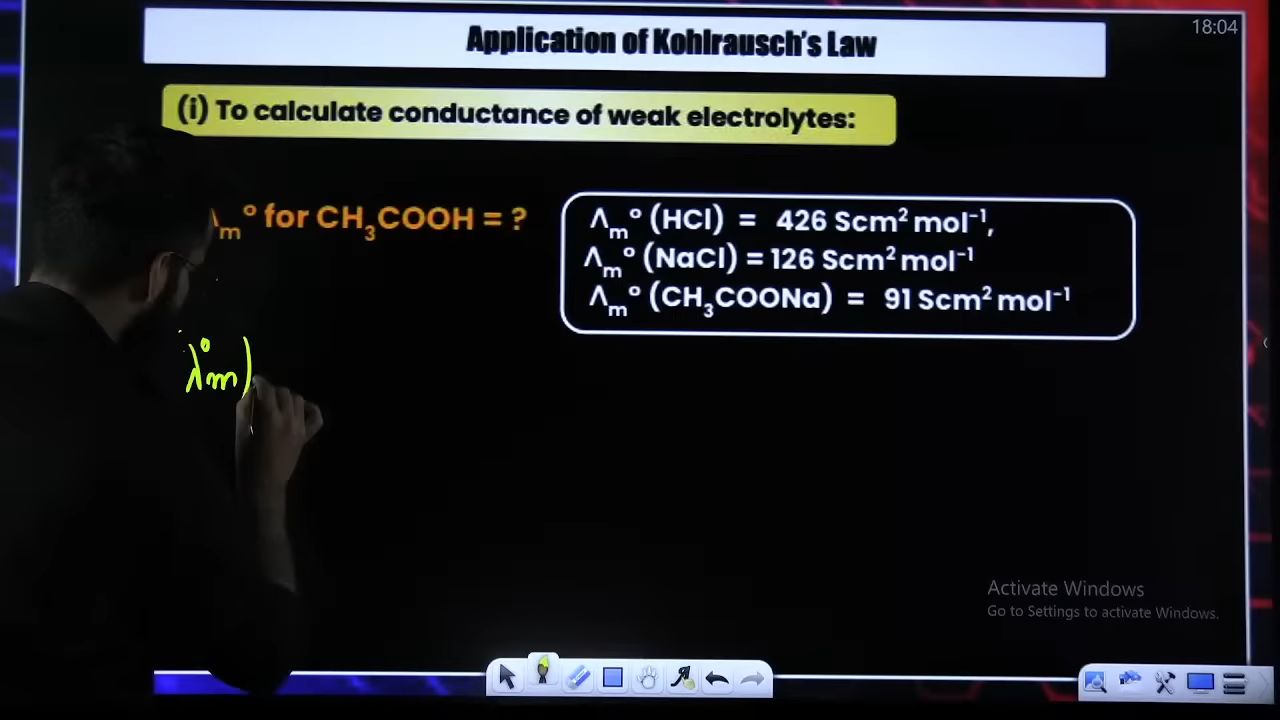 18:04
Application of Kohlrausch's Law
(i) To calculate conductance of weak electrolytes:
Λₘ° for CH₃COOH = ?
Λₘ° (HCl) = 426 Scm² mol⁻¹,
Λₘ° (NaCl) = 126 Scm² mol⁻¹
Λₘ° (CH₃COONa) = 91 Scm² mol⁻¹
λ°m)
Activate Windows
Go to Settings to activate Windows.